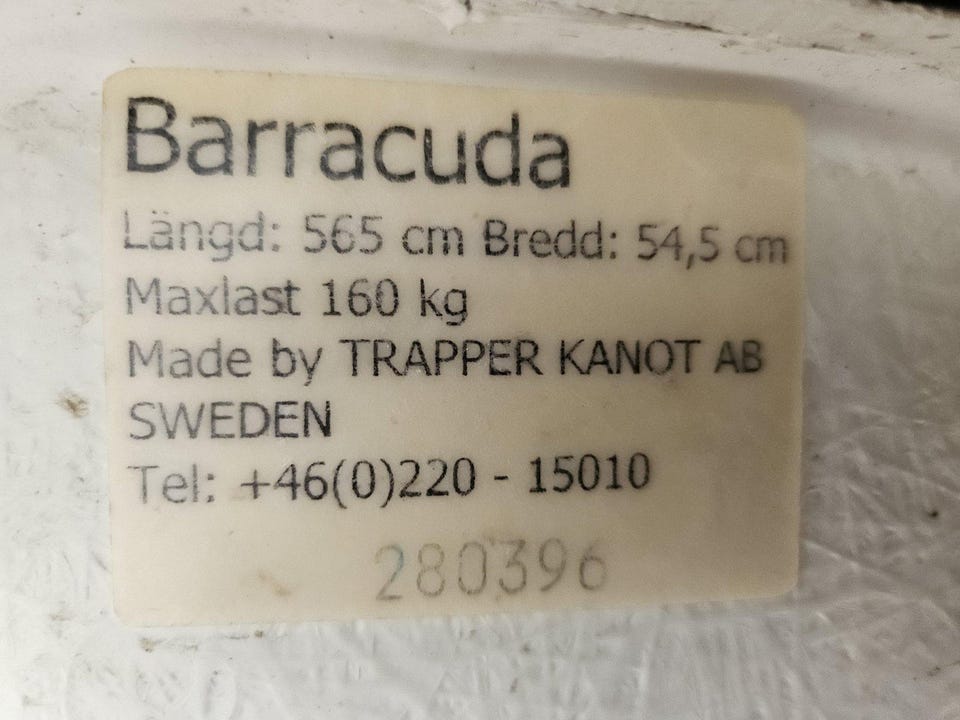 Barracuda
Längd: 565 cm Bredd: 54,5 cm
Maxlast 160 kg
Made by TRAPPER KANOT AB
SWEDEN
Tel: +46(0)220 - 15010
280396